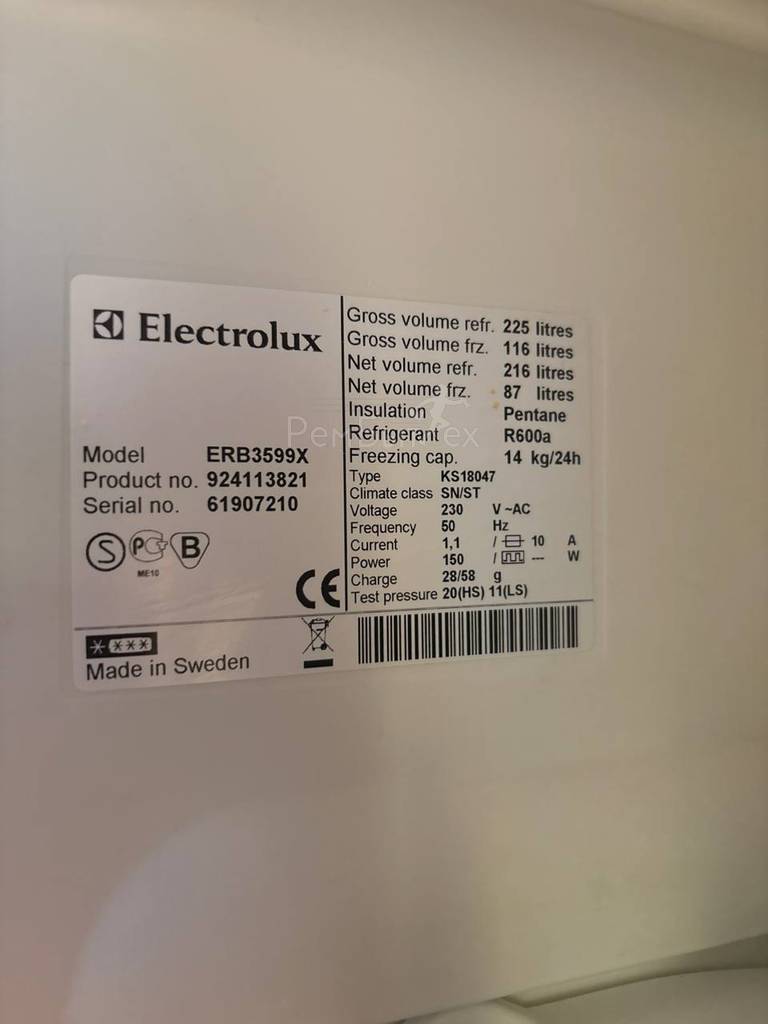 Electrolux
Model ERB3599X
Product no. 924113821
Serial no. 61907210
S PCT B
ME10
CE
Made in Sweden
Gross volume refr. 225 litres
Gross volume frz. 116 litres
Net volume refr. 216 litres
Net volume frz. 87 litres
Insulation Pentane
Refrigerant R600a
Freezing cap. 14 kg/24h
Type KS18047
Climate class SN/ST
Voltage 230 V ~AC
Frequency 50 Hz
Current 1,1 / 10 A
Power 150 / --- W
Charge 28/58 g
Test pressure 20(HS) 11(LS)